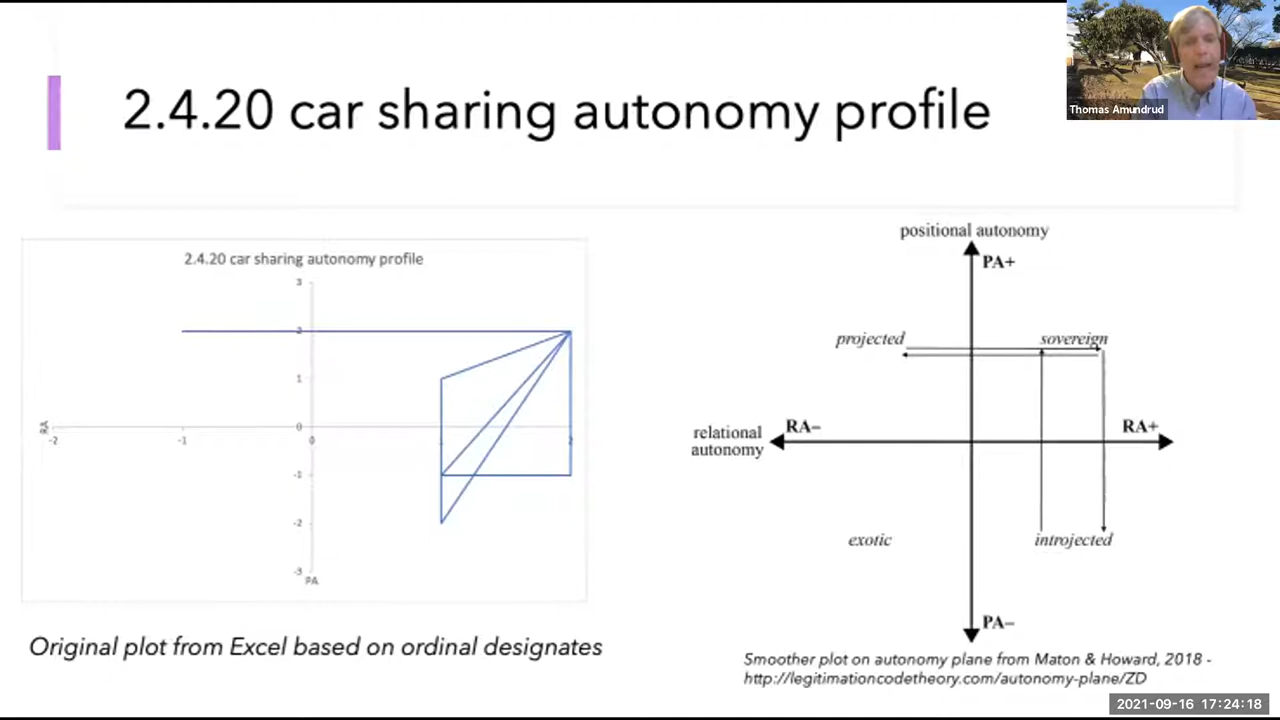 2.4.20 car sharing autonomy profile
Thomas Amundrud
2.4.20 car sharing autonomy profile
3
2
1
RA
-2
-1
0
0
2
-1
-2
-3
PA
Original plot from Excel based on ordinal designates
positional autonomy
PA+
projected
sovereign
relational
autonomy
RA–
RA+
exotic
introjected
PA–
Smoother plot on autonomy plane from Maton & Howard, 2018 -
http://legitimationcodetheory.com/autonomy-plane/ZD
2021-09-16 17:24:18